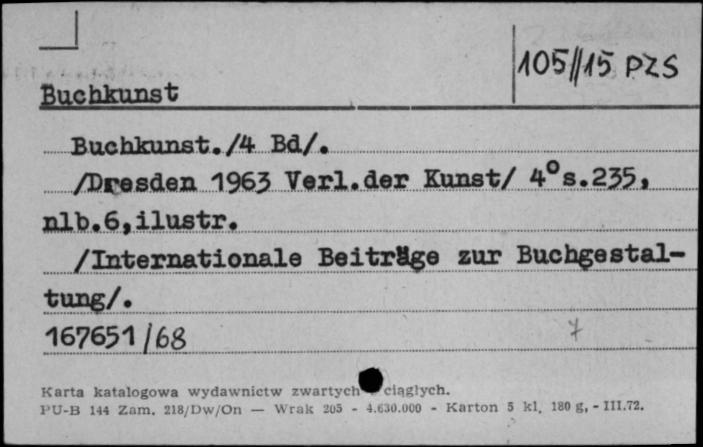 105//15 PZS
Buchkunst
Buchkunst./4 Bd/.
/Dresden 1963 Verl.der Kunst/ 4° s.235,
nlb.6,ilustr.
/Internationale Beiträge zur Buchgestal-
tung/.
167651/68
7
Karta katalogowa wydawnictw zwartych ciągłych.
PU-B 144 Zam. 218/Dw/On — Wrak 205 - 4.630.000 - Karton 5 kl. 180 g. - III.72.